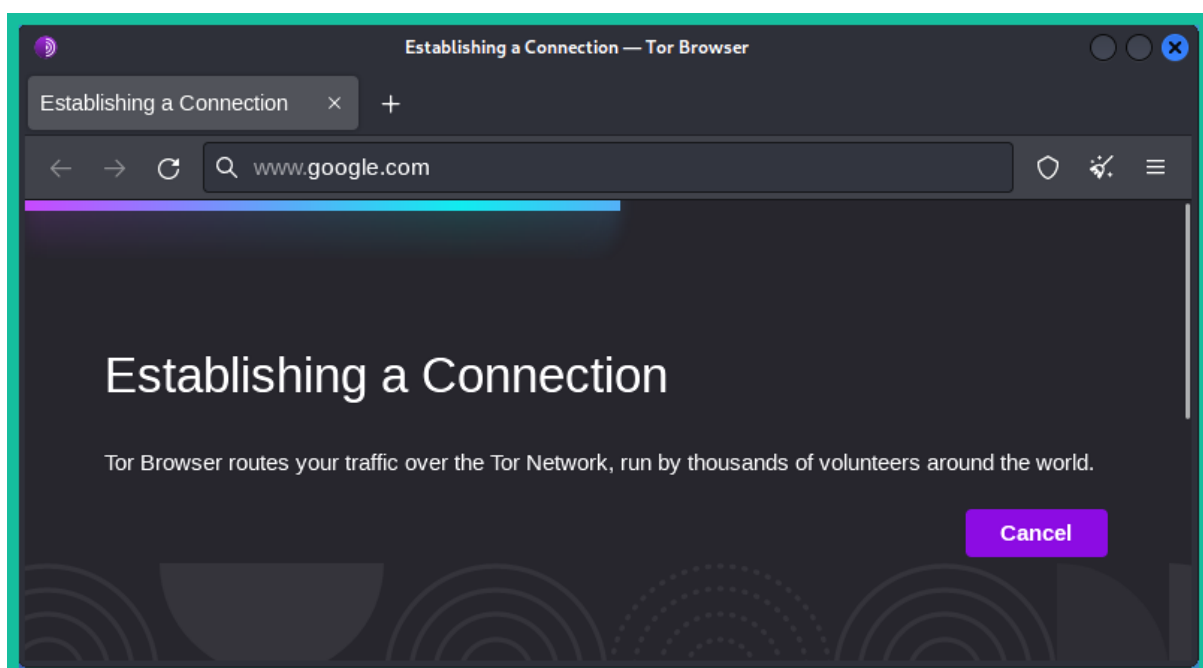 Establishing a Connection — Tor Browser
Establishing a Connection
www.google.com
Establishing a Connection
Tor Browser routes your traffic over the Tor Network, run by thousands of volunteers around the world.
Cancel